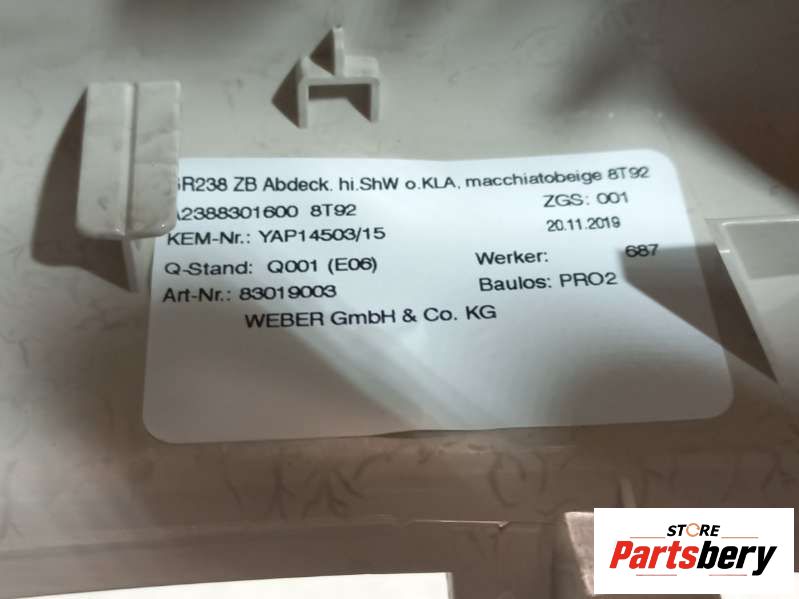 R238 ZB Abdeck. hi.ShW o.KLA, macchiatobeige 8T92
A2388301600 8T92 ZGS: 001
KEM-Nr.: YAP14503/15 20.11.2019
Q-Stand: Q001 (E06) Werker: 687
Art-Nr.: 83019003 Baulos: PRO2
WEBER GmbH & Co. KG
STORE
Partsbery